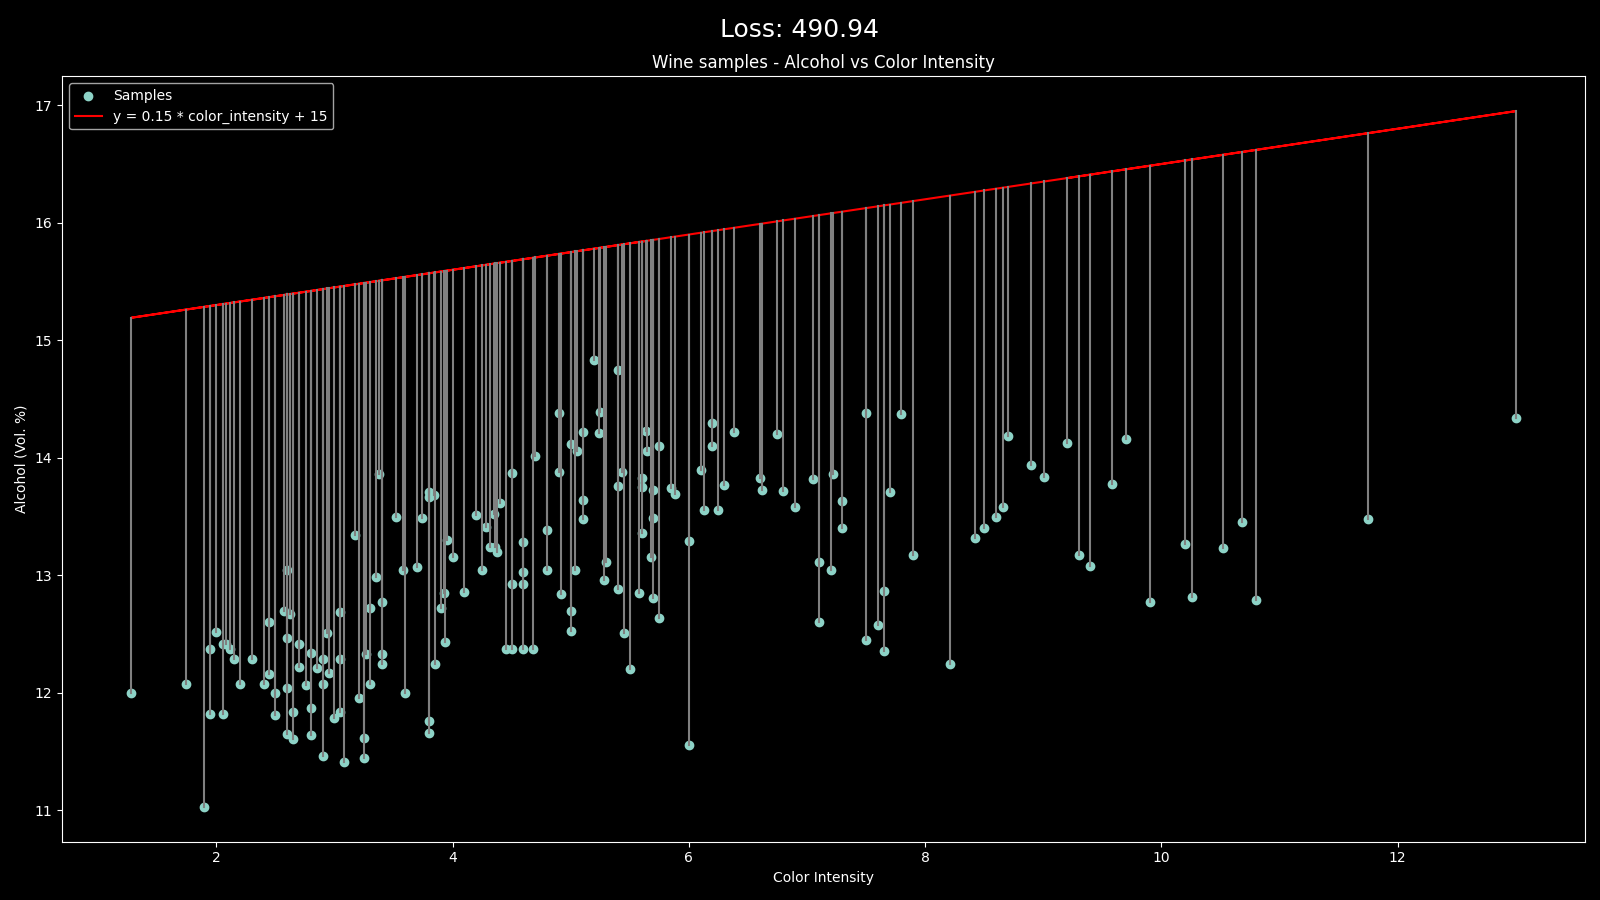 Loss: 490.94
Wine samples - Alcohol vs Color Intensity
Samples
y = 0.15 * color_intensity + 15
Alcohol (Vol. %)
17
16
15
14
13
12
11
2 4 6 8 10 12
Color Intensity